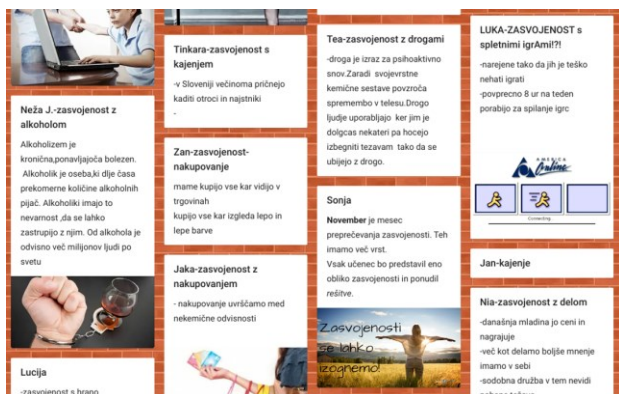 Neža J.-zasvojenost z
alkoholom
Alkoholizem je
kronična,ponavljajoča bolezen.
Alkoholik je oseba,ki dlje časa
prekomerne količine alkoholnih
pijač. Alkoholiki imajo to
nevarnost ,da se lahko
zastrupijo z njim. Od alkohola je
odvisno več milijonov ljudi po
svetu
Lucija
-zasvojenost s hrano
Tinkara-zasvojenost s
kajenjem
-v Sloveniji večinoma pričnejo
kaditi otroci in najstniki
-
Zan-zasvojenost-
nakupovanje
mame kupijo vse kar vidijo v
trgovinah
kupijo vse kar izgleda lepo in
lepe barve
Jaka-zasvojenost z
nakupovanjem
- nakupovanje uvrščamo med
nekemične odvisnosti
Tea-zasvojenost z drogami
-droga je izraz za psihoaktivno
snov.Zaradi svojevrstne
kemične sestave povzroča
spremembo v telesu.Drogo
ljudje uporabljajo ker jim je
dolgcas nekateri pa hocejo
izbegniti tezavam tako da se
ubijejo z drogo.
Sonja
November je mesec
preprečevanja zasvojenosti. Teh
imamo več vrst.
Vsak učenec bo predstavil eno
obliko zasvojenosti in ponudil
rešitve.
Zasvojenosti
se lahko
izognemo!
LUKA-ZASVOJENOST s
spletnimi igrAmi!?!
-narejene tako da jih je teško
nehati igrati
-povprecno 8 ur na teden
porabijo za spilanje igrc
AMERICA
Online
Connecting...
Jan-kajenje
Nia-zasvojenost z delom
-današnja mladina jo ceni in
nagrajuje
-več kot delamo boljše mnenje
imamo v sebi
-sodobna družba v tem nevidi